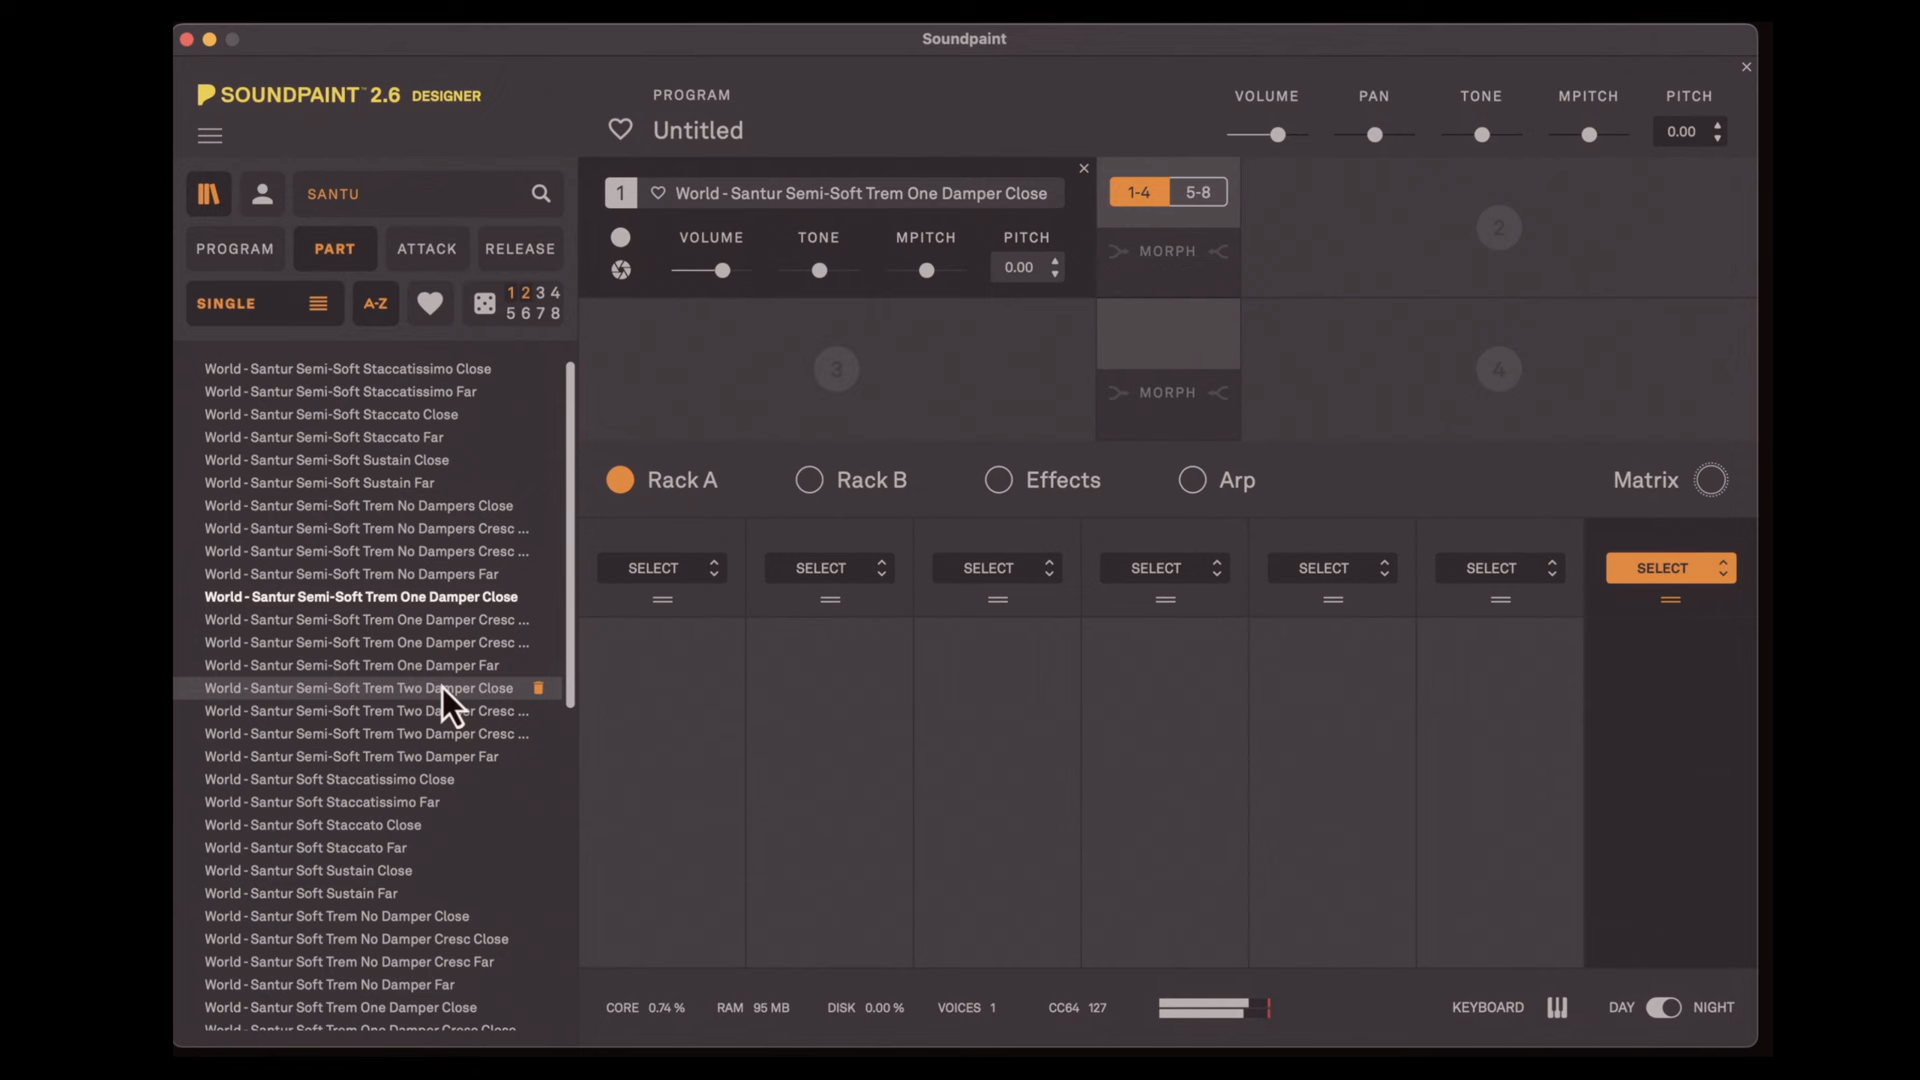 Soundpaint
SOUNDPAINT™ 2.6 DESIGNER
PROGRAM
Untitled
VOLUME PAN TONE MPITCH PITCH
0.00
SANTU
PROGRAM PART ATTACK RELEASE
SINGLE A-Z 1 2 3 4
5 6 7 8
1 World - Santur Semi-Soft Trem One Damper Close
VOLUME TONE MPITCH PITCH
0.00
1-4 5-8
MORPH
2
3
MORPH
4
World - Santur Semi-Soft Staccatissimo Close
World - Santur Semi-Soft Staccatissimo Far
World - Santur Semi-Soft Staccato Close
World - Santur Semi-Soft Staccato Far
World - Santur Semi-Soft Sustain Close
World - Santur Semi-Soft Sustain Far
World - Santur Semi-Soft Trem No Dampers Close
World - Santur Semi-Soft Trem No Dampers Cresc ...
World - Santur Semi-Soft Trem No Dampers Cresc ...
World - Santur Semi-Soft Trem No Dampers Far
World - Santur Semi-Soft Trem One Damper Close
World - Santur Semi-Soft Trem One Damper Cresc ...
World - Santur Semi-Soft Trem One Damper Cresc ...
World - Santur Semi-Soft Trem One Damper Far
World - Santur Semi-Soft Trem Two Damper Close
World - Santur Semi-Soft Trem Two Damper Cresc ...
World - Santur Semi-Soft Trem Two Damper Cresc ...
World - Santur Semi-Soft Trem Two Damper Far
World - Santur Soft Staccatissimo Close
World - Santur Soft Staccatissimo Far
World - Santur Soft Staccato Close
World - Santur Soft Staccato Far
World - Santur Soft Sustain Close
World - Santur Soft Sustain Far
World - Santur Soft Trem No Damper Close
World - Santur Soft Trem No Damper Cresc Close
World - Santur Soft Trem No Damper Cresc Far
World - Santur Soft Trem No Damper Far
World - Santur Soft Trem One Damper Close
World - Santur Soft Trem One Damper Cresc Close
Rack A Rack B Effects Arp Matrix
SELECT SELECT SELECT SELECT SELECT SELECT SELECT
CORE 0.74 % RAM 95 MB DISK 0.00 % VOICES 1 CC64 127 KEYBOARD DAY NIGHT